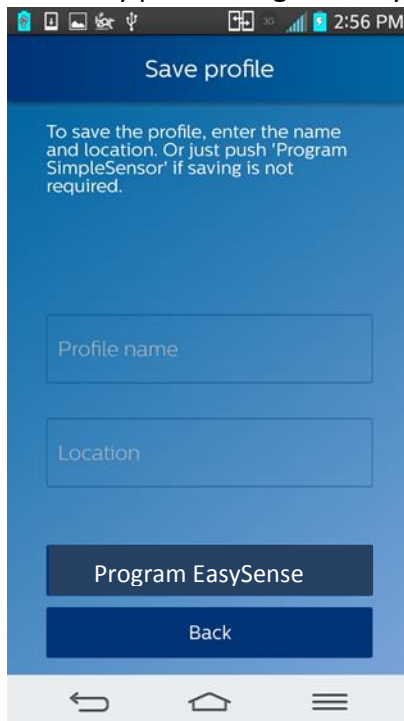 2:56 PM
Save profile
To save the profile, enter the name
and location. Or just push 'Program
SimpleSensor' if saving is not
required.
Profile name
Location
Program EasySense
Back